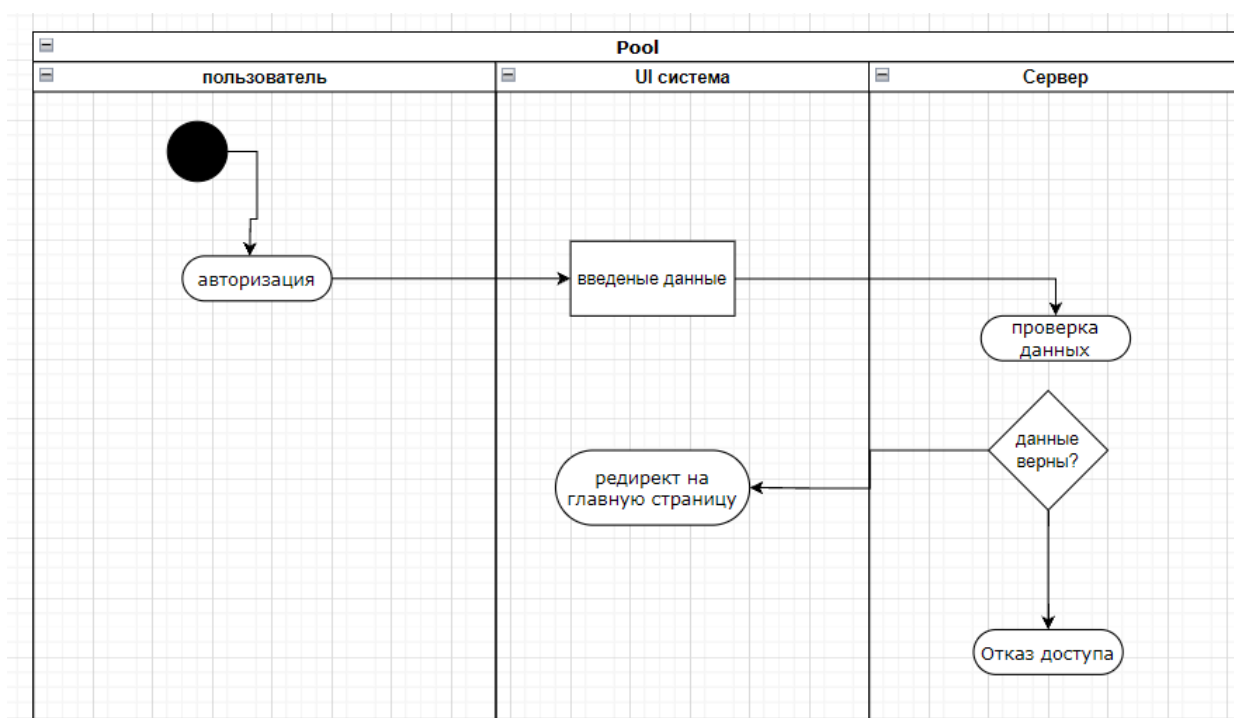 Pool
пользователь
UI система
Сервер
авторизация
введеные данные
проверка
данных
данные
верны?
редирект на
главную страницу
Отказ доступа